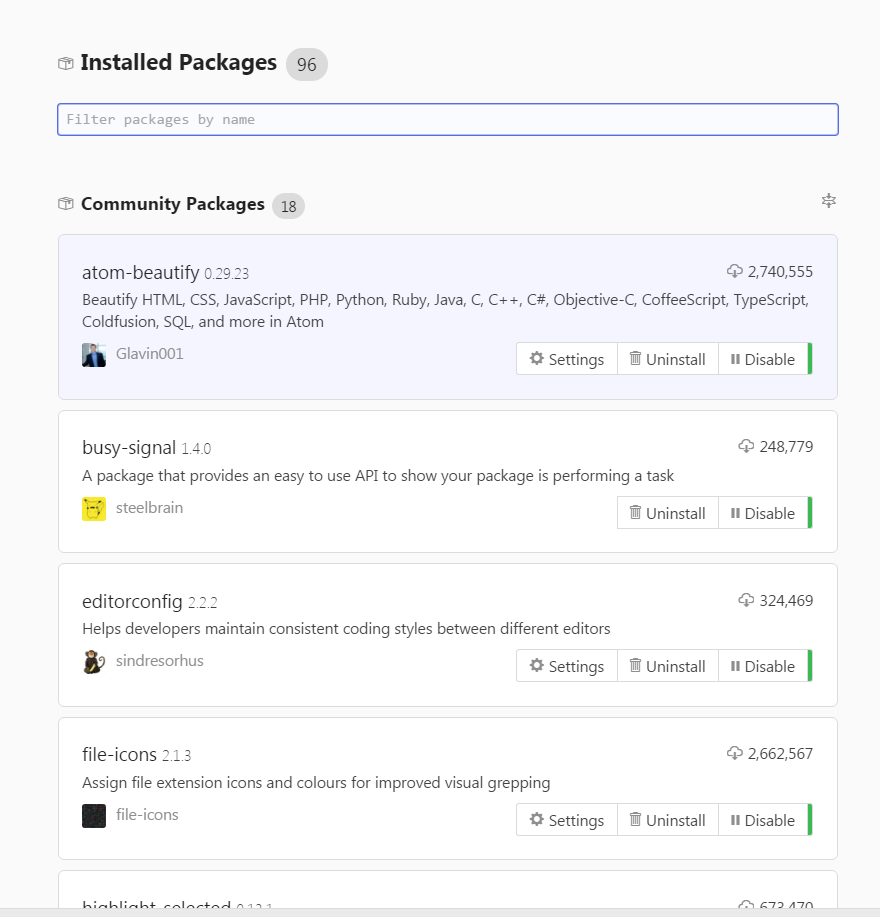 Installed Packages 96
Filter packages by name
Community Packages 18
atom-beautify 0.29.23 2,740,555
Beautify HTML, CSS, JavaScript, PHP, Python, Ruby, Java, C, C++, C#, Objective-C, CoffeeScript, TypeScript,
Coldfusion, SQL, and more in Atom
Glavin001 Settings Uninstall Disable
busy-signal 1.4.0 248,779
A package that provides an easy to use API to show your package is performing a task
steelbrain Uninstall Disable
editorconfig 2.2.2 324,469
Helps developers maintain consistent coding styles between different editors
sindresorhus Settings Uninstall Disable
file-icons 2.1.3 2,662,567
Assign file extension icons and colours for improved visual grepping
file-icons Settings Uninstall Disable
highlight-selected 673,470